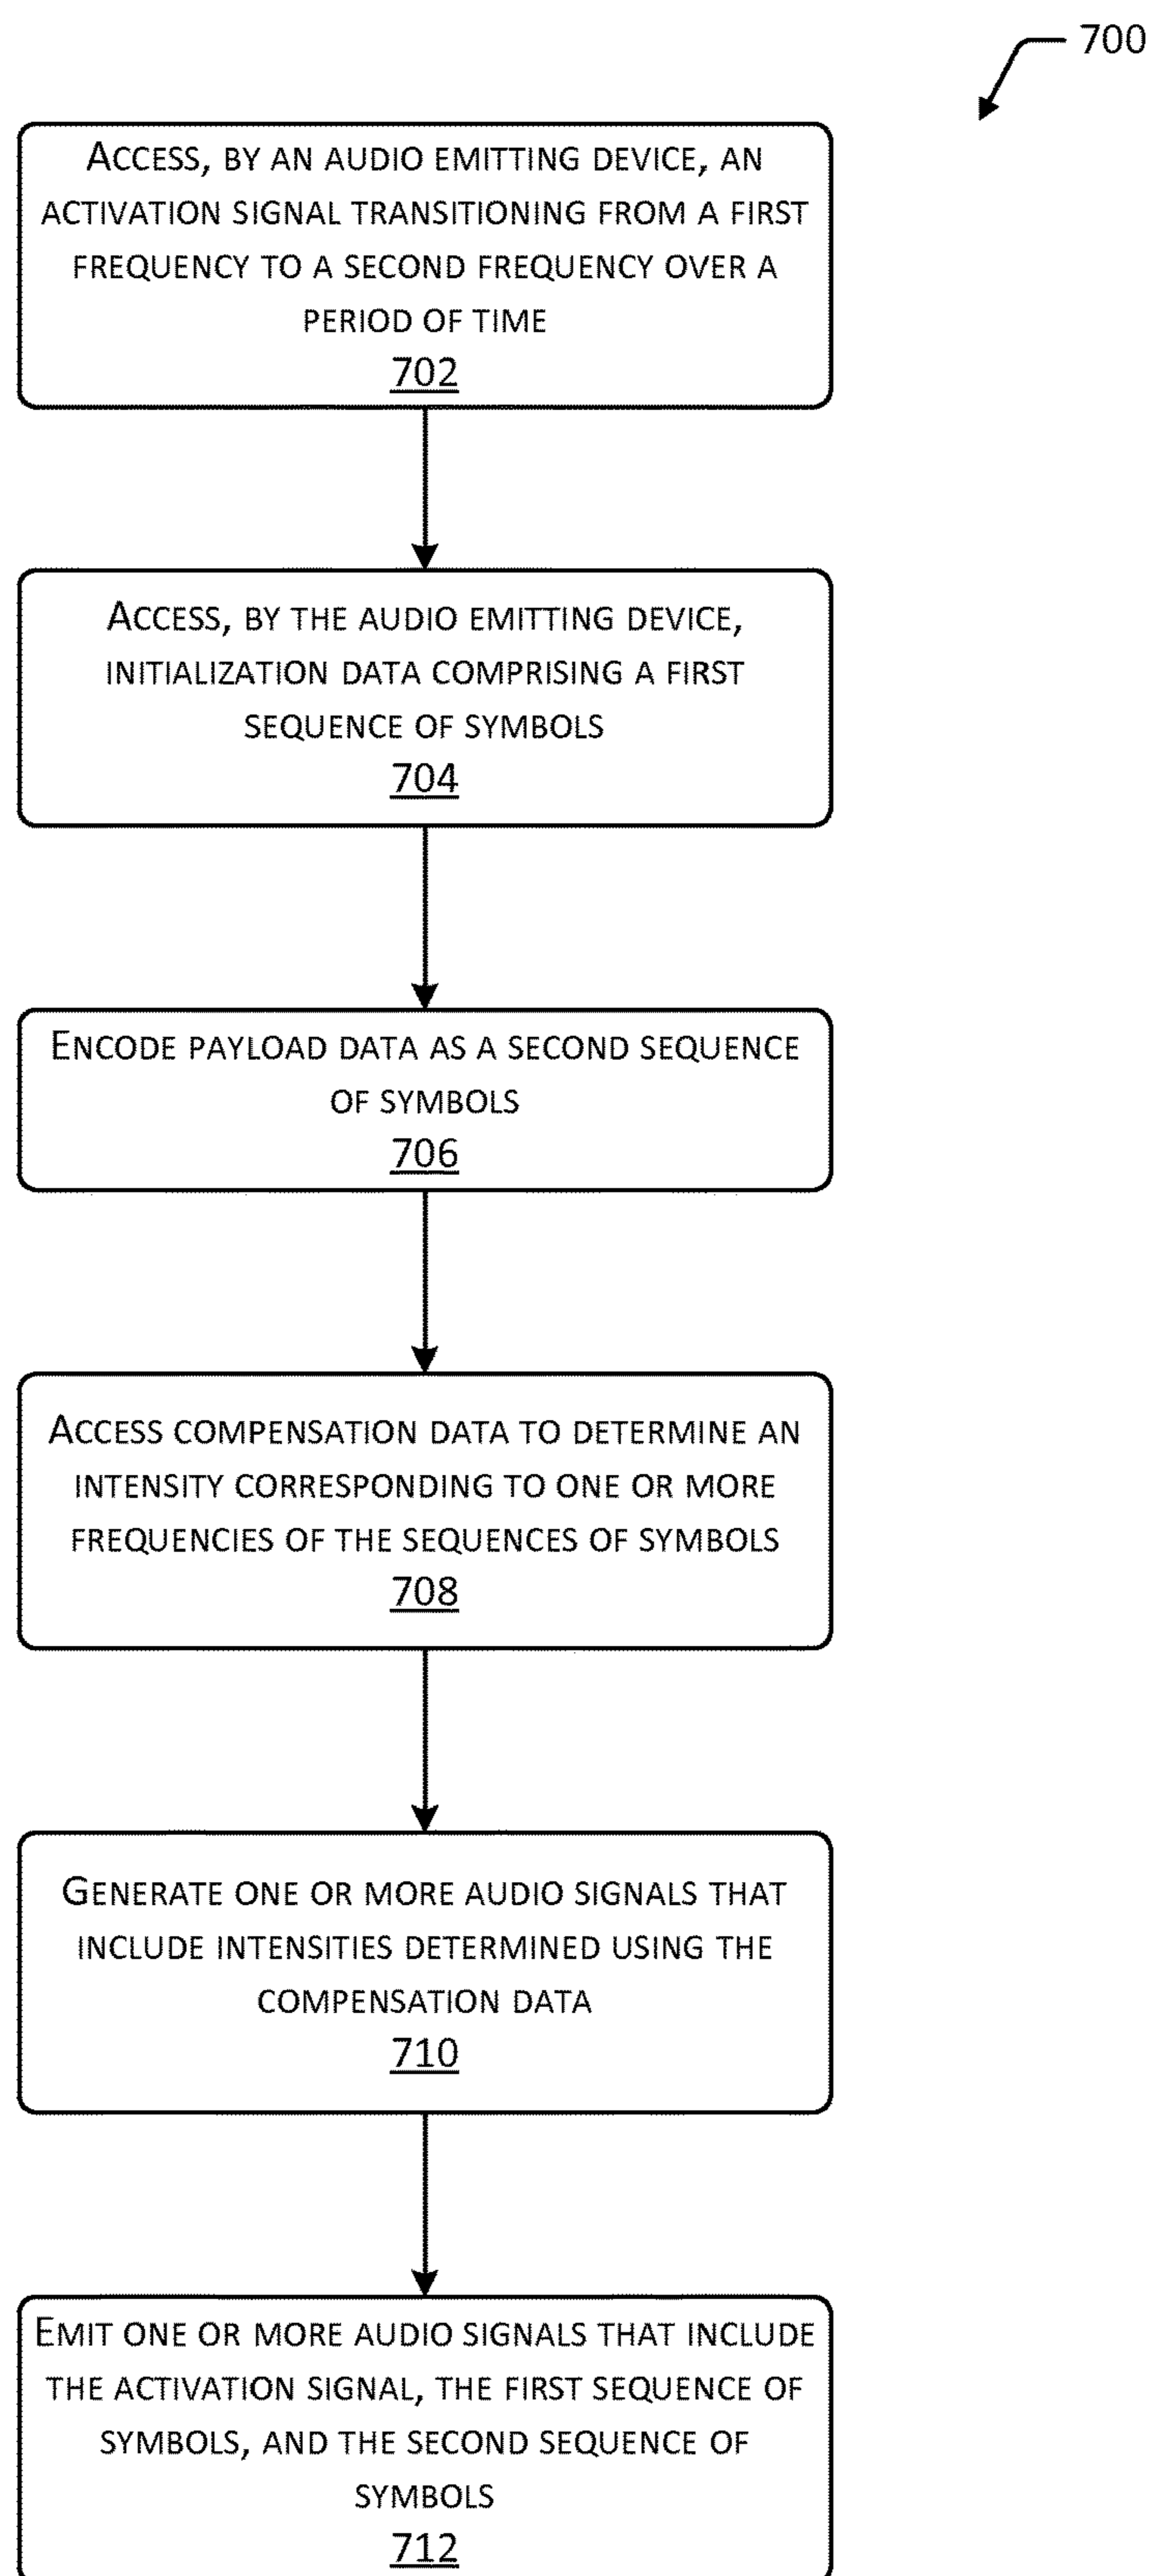 700
ACCESS, BY AN AUDIO EMITTING DEVICE, AN
ACTIVATION SIGNAL TRANSITIONING FROM A FIRST
FREQUENCY TO A SECOND FREQUENCY OVER A
PERIOD OF TIME
702
ACCESS, BY THE AUDIO EMITTING DEVICE,
INITIALIZATION DATA COMPRISING A FIRST
SEQUENCE OF SYMBOLS
704
ENCODE PAYLOAD DATA AS A SECOND SEQUENCE
OF SYMBOLS
706
ACCESS COMPENSATION DATA TO DETERMINE AN
INTENSITY CORRESPONDING TO ONE OR MORE
FREQUENCIES OF THE SEQUENCES OF SYMBOLS
708
GENERATE ONE OR MORE AUDIO SIGNALS THAT
INCLUDE INTENSITIES DETERMINED USING THE
COMPENSATION DATA
710
EMIT ONE OR MORE AUDIO SIGNALS THAT INCLUDE
THE ACTIVATION SIGNAL, THE FIRST SEQUENCE OF
SYMBOLS, AND THE SECOND SEQUENCE OF
SYMBOLS
712